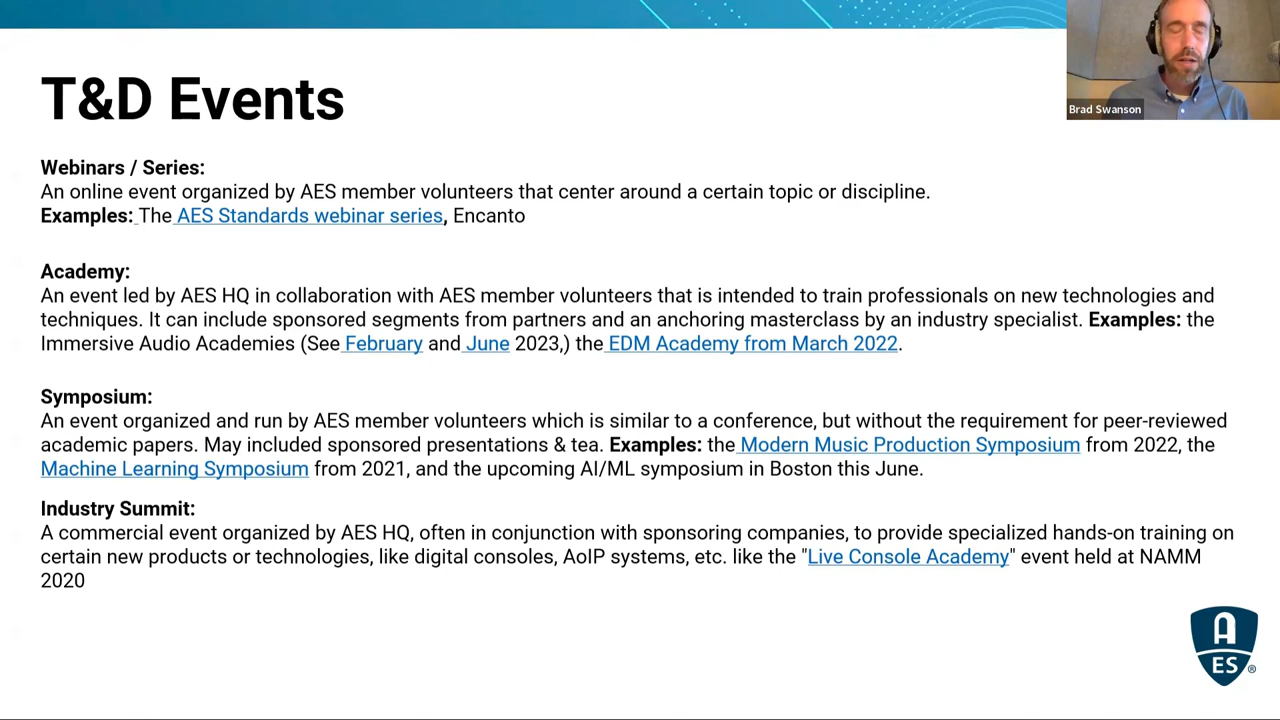 Brad Swanson
T&D Events
Webinars / Series:
An online event organized by AES member volunteers that center around a certain topic or discipline.
Examples: The AES Standards webinar series, Encanto
Academy:
An event led by AES HQ in collaboration with AES member volunteers that is intended to train professionals on new technologies and
techniques. It can include sponsored segments from partners and an anchoring masterclass by an industry specialist. Examples: the
Immersive Audio Academies (See February and June 2023,) the EDM Academy from March 2022.
Symposium:
An event organized and run by AES member volunteers which is similar to a conference, but without the requirement for peer-reviewed
academic papers. May included sponsored presentations & tea. Examples: the Modern Music Production Symposium from 2022, the
Machine Learning Symposium from 2021, and the upcoming AI/ML symposium in Boston this June.
Industry Summit:
A commercial event organized by AES HQ, often in conjunction with sponsoring companies, to provide specialized hands-on training on
certain new products or technologies, like digital consoles, AoIP systems, etc. like the "Live Console Academy" event held at NAMM
2020
A
ES ®